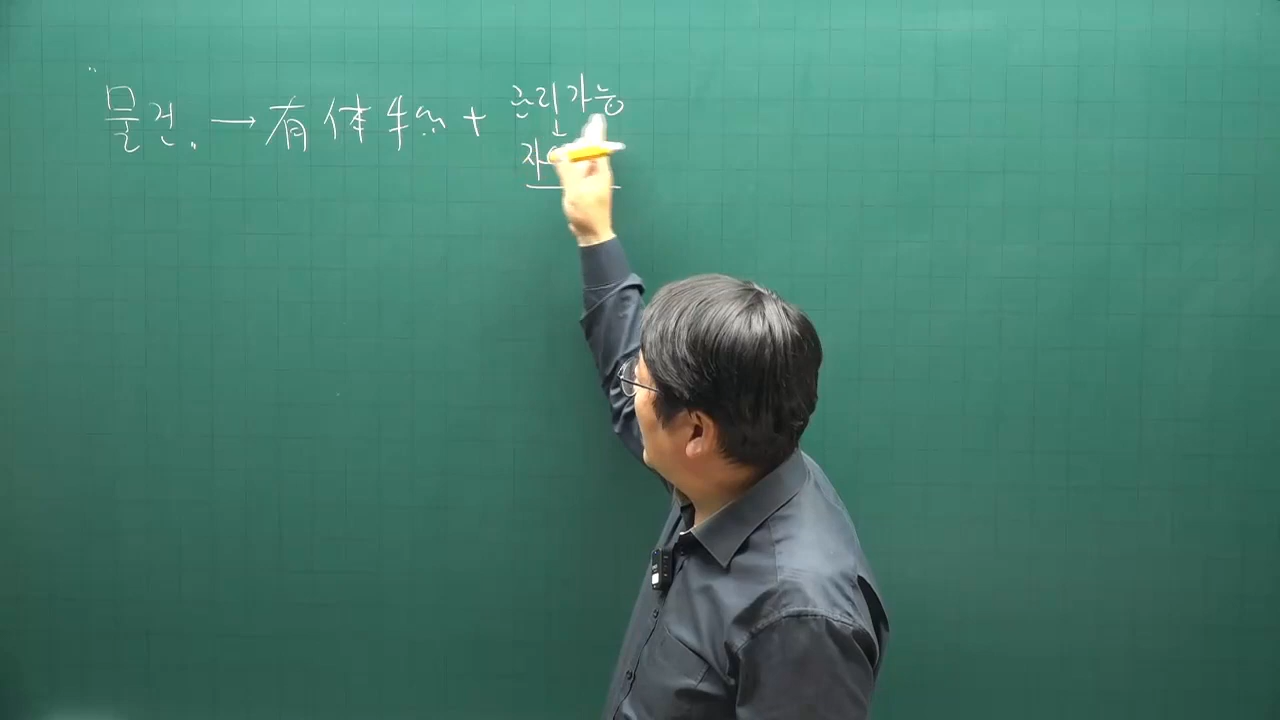 "물건" → 有体物 + 관리가능
자